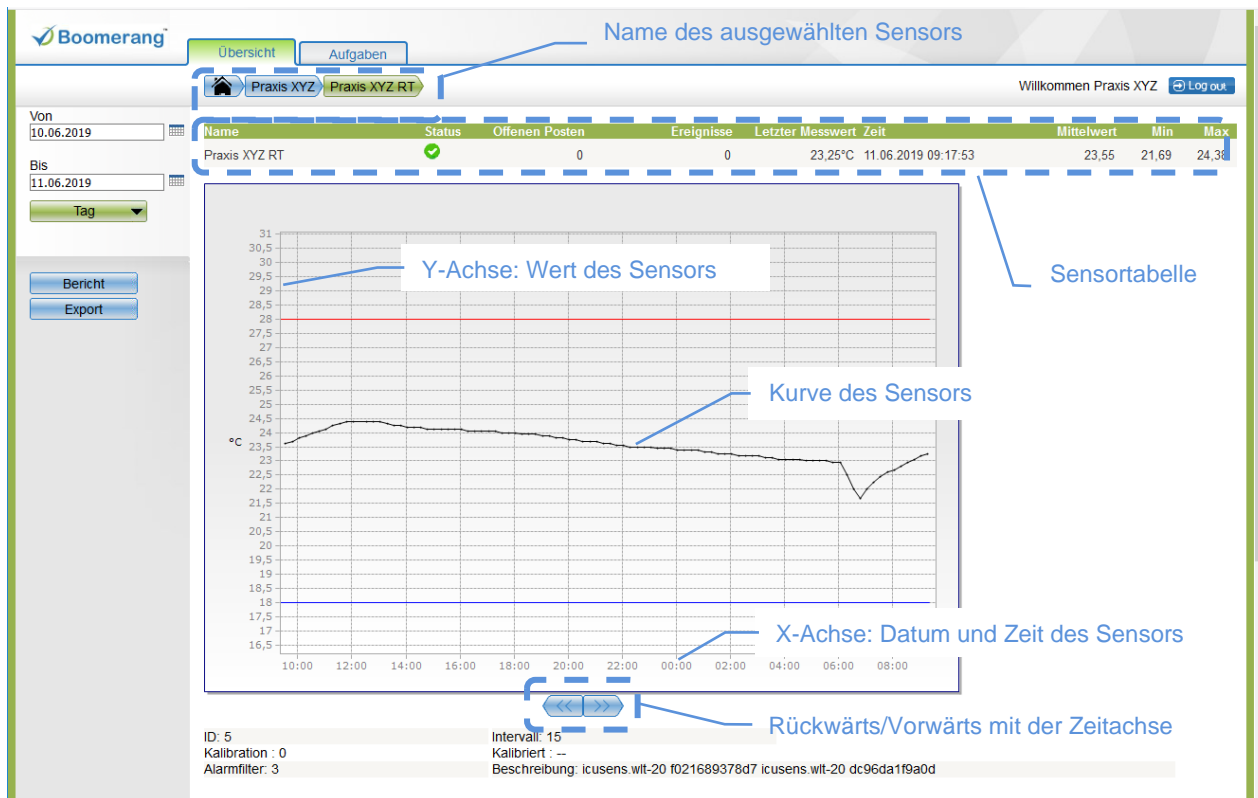 Boomerang
Übersicht
Aufgaben
Name des ausgewählten Sensors
Praxis XYZ
Praxis XYZ RT
Willkommen Praxis XYZ
Log out
Von
10.06.2019
Bis
11.06.2019
Tag
Bericht
Export
Name Status Offenen Posten Ereignisse Letzter Messwert Zeit Mittelwert Min Max
Praxis XYZ RT 0 0 23,25°C 11.06.2019 09:17:53 23,55 21,69 24,38
Sensortabelle
Y-Achse: Wert des Sensors
Kurve des Sensors
31
30,5
30
29,5
29
28,5
28
27,5
27
26,5
26
25,5
25
24,5
24
°C
23,5
23
22,5
22
21,5
21
20,5
20
19,5
19
18,5
18
17,5
17
16,5
X-Achse: Datum und Zeit des Sensors
10:00 12:00 14:00 16:00 18:00 20:00 22:00 00:00 02:00 04:00 06:00 08:00
<< >>
Rückwärts/Vorwärts mit der Zeitachse
ID: 5 Intervall: 15
Kalibration : 0 Kalibriert : --
Alarmfilter: 3 Beschreibung: icusens.wlt-20 f021689378d7 icusens.wlt-20 dc96da1f9a0d